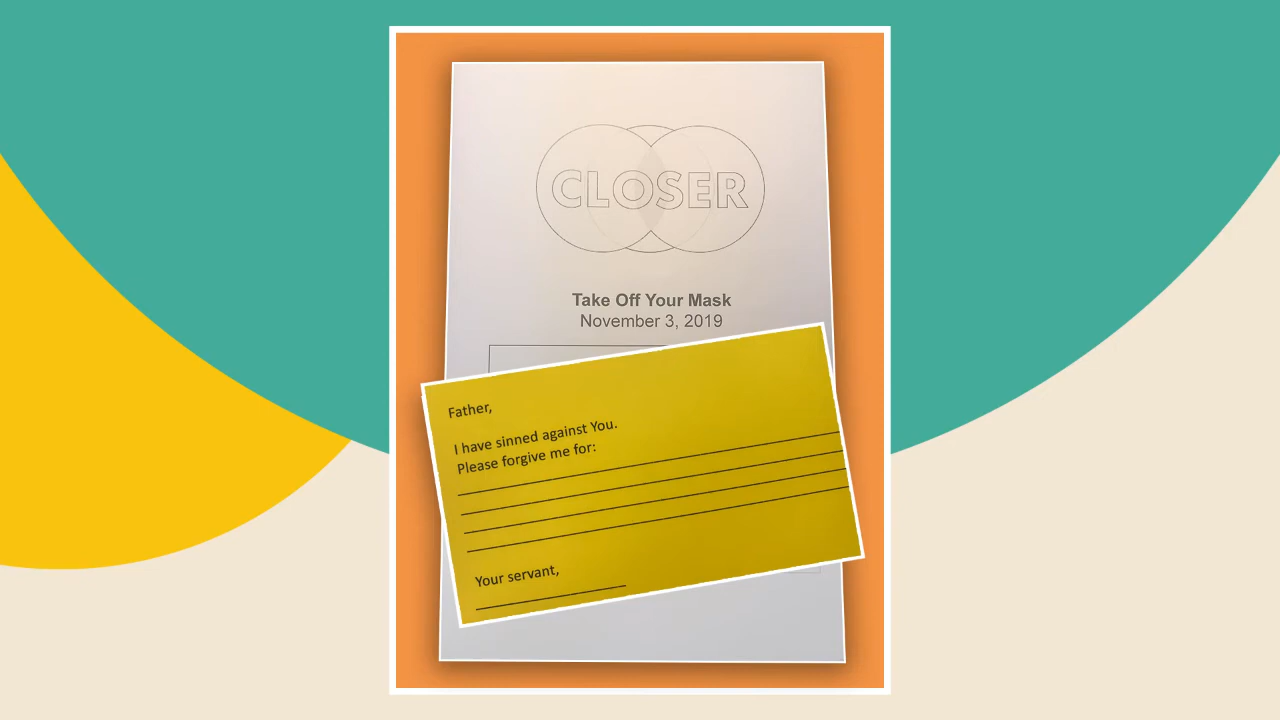 CLOSER
Take Off Your Mask
November 3, 2019
Father,
I have sinned against You.
Please forgive me for:
Your servant,